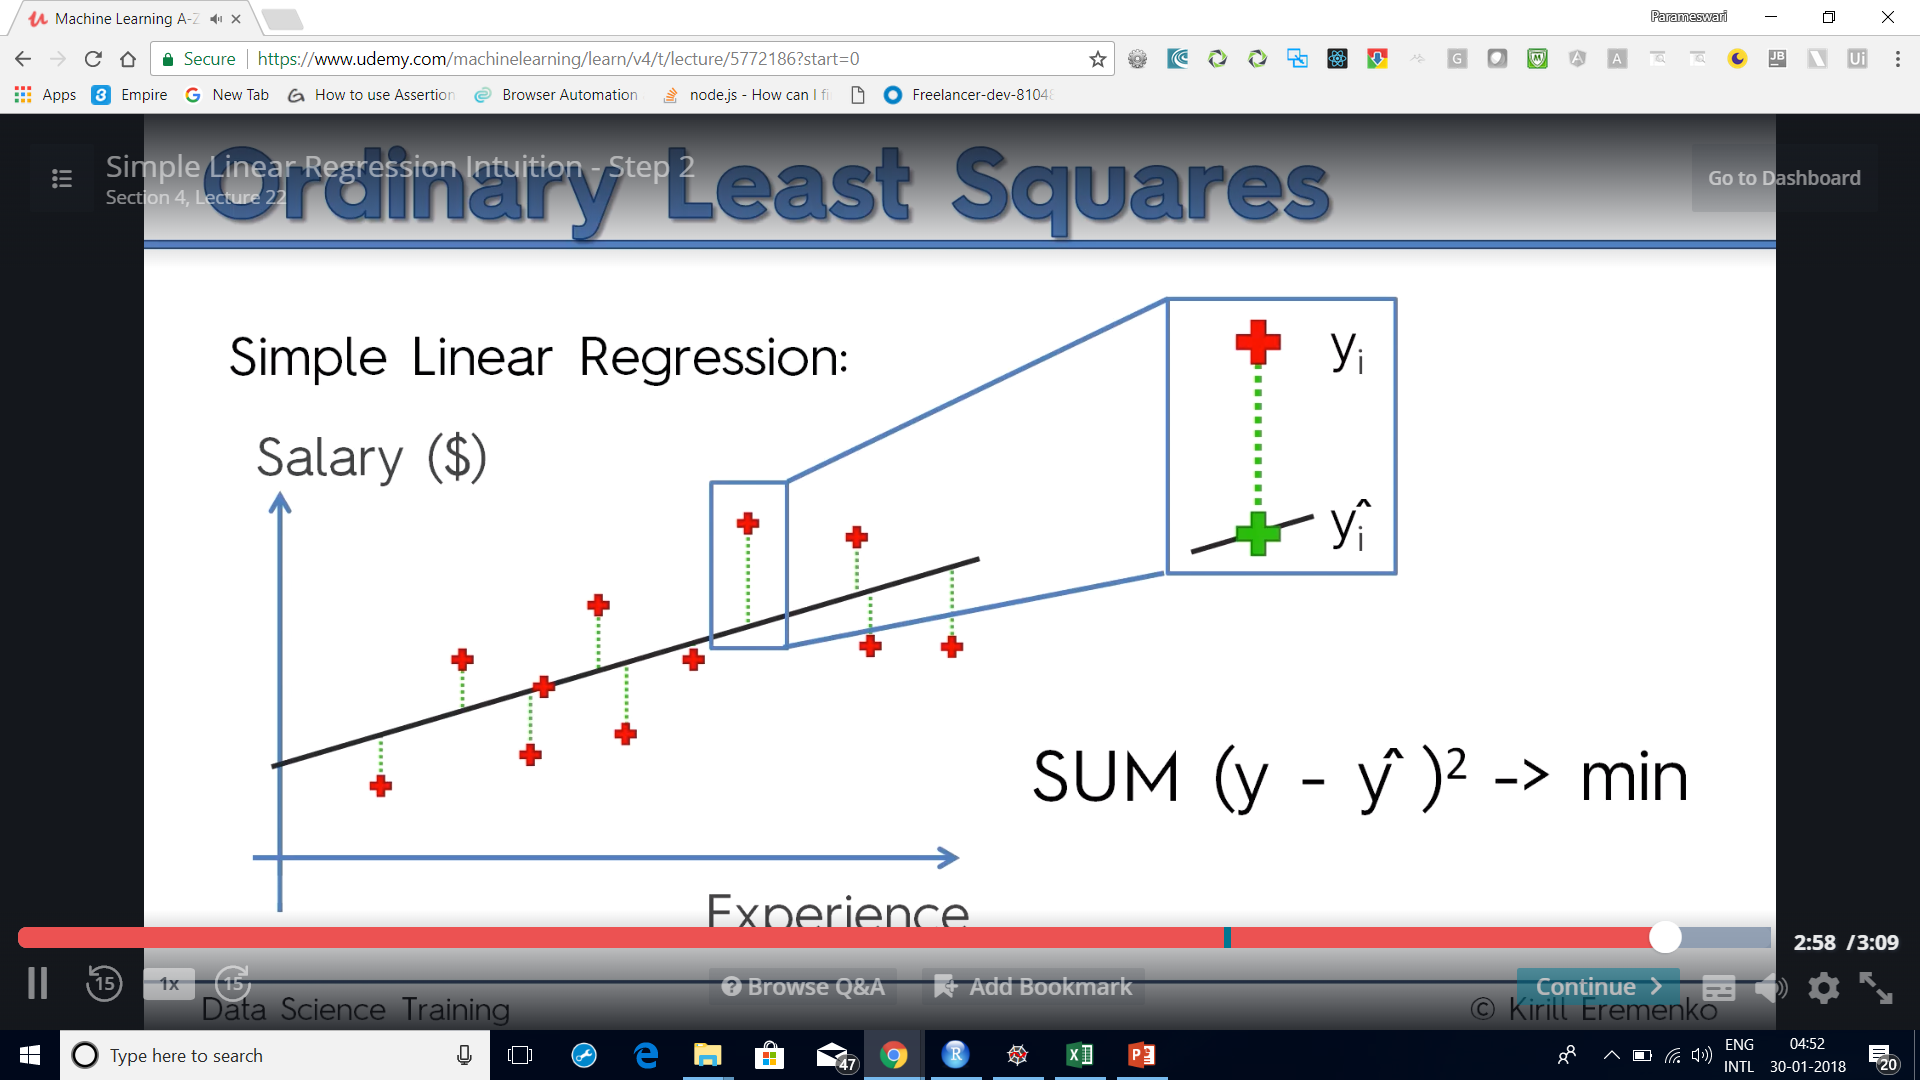 Machine Learning A-Z
Parameswari
Secure
https://www.udemy.com/machinelearning/learn/v4/t/lecture/5772186?start=0
Apps
Empire
New Tab
How to use Assertion
Browser Automation
node.js - How can I fi
Freelancer-dev-81048
Simple Linear Regression Intuition - Step 2
Section 4, Lecture 22
Go to Dashboard
Ordinary Least Squares
Simple Linear Regression:
Salary ($)
yi
yî
SUM (y - ŷ )² -> min
Experience
2:58 / 3:09
15
1x
15
Browse Q&A
Add Bookmark
Continue
Data Science Training
© Kirill Eremenko
Type here to search
47
ENG
INTL
04:52
30-01-2018
20